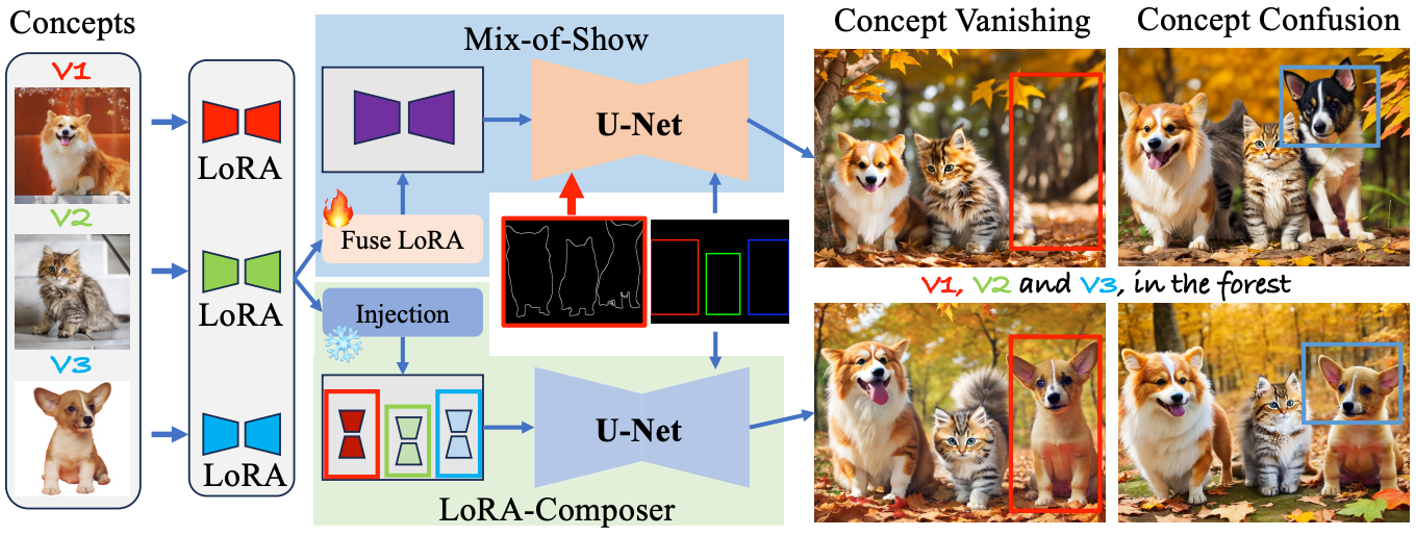 Concepts
V1
V2
V3
LoRA
LoRA
LoRA
Mix-of-Show
U-Net
Fuse LoRA
Injection
U-Net
LoRA-Composer
Concept Vanishing
Concept Confusion
V1, V2 and V3, in the forest